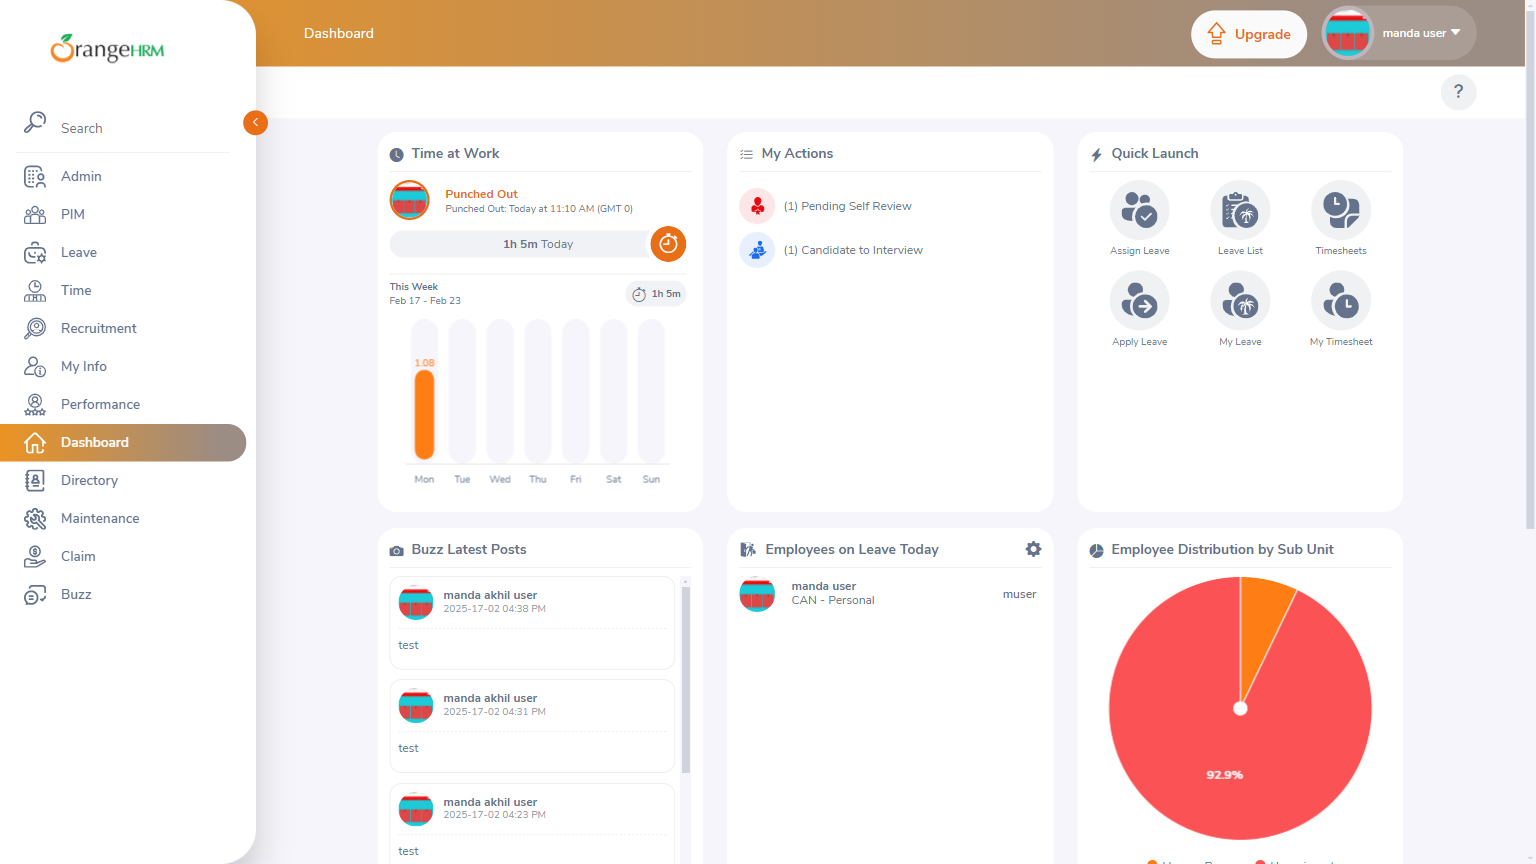 OrangeHRM
Search
Admin
PIM
Leave
Time
Recruitment
My Info
Performance
Dashboard
Directory
Maintenance
Claim
Buzz
Dashboard
Upgrade
manda user
?
Time at Work
Punched Out
Punched Out: Today at 11:10 AM (GMT 0)
1h 5m Today
This Week
Feb 17 - Feb 23
1h 5m
1.08
Mon Tue Wed Thu Fri Sat Sun
My Actions
(1) Pending Self Review
(1) Candidate to Interview
Quick Launch
Assign Leave
Leave List
Timesheets
Apply Leave
My Leave
My Timesheet
Buzz Latest Posts
manda akhil user
2025-17-02 04:38 PM
test
manda akhil user
2025-17-02 04:31 PM
test
manda akhil user
2025-17-02 04:23 PM
test
Employees on Leave Today
manda user
CAN - Personal
muser
Employee Distribution by Sub Unit
92.9%